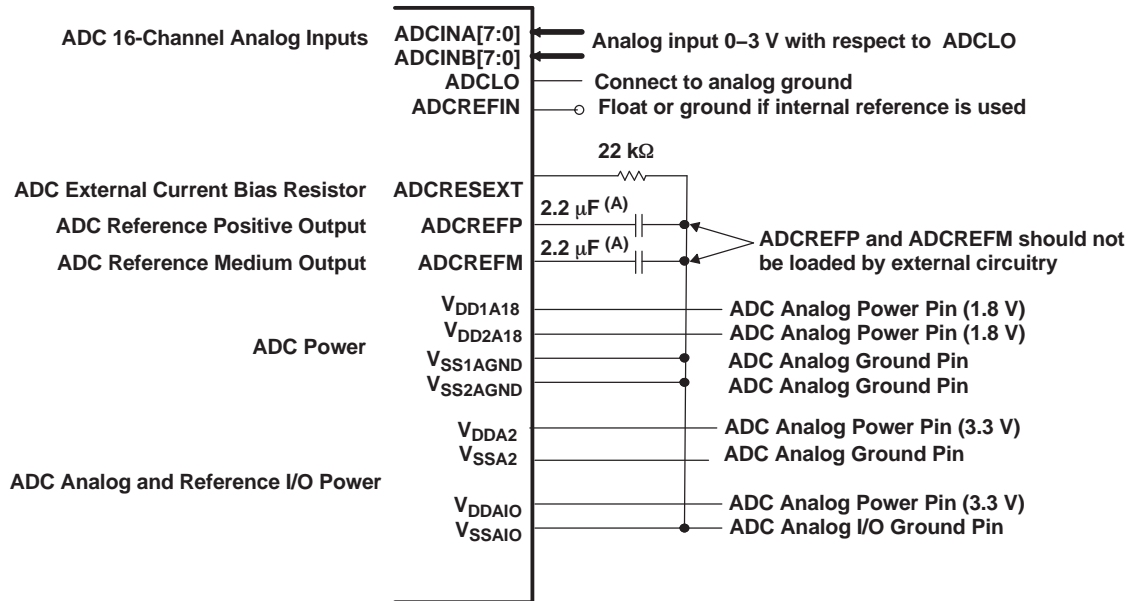 ADC 16-Channel Analog Inputs
ADCINA[7:0]
ADCINB[7:0]
Analog input 0–3 V with respect to ADCLO
ADCLO
Connect to analog ground
ADCREFIN
Float or ground if internal reference is used
22 kΩ
ADC External Current Bias Resistor
ADCRESEXT
ADC Reference Positive Output
ADCREFP
2.2 μF (A)
ADC Reference Medium Output
ADCREFM
2.2 μF (A)
ADCREFP and ADCREFM should not
be loaded by external circuitry
ADC Power
VDD1A18
ADC Analog Power Pin (1.8 V)
VDD2A18
ADC Analog Power Pin (1.8 V)
VSS1AGND
ADC Analog Ground Pin
VSS2AGND
ADC Analog Ground Pin
ADC Analog and Reference I/O Power
VDDA2
ADC Analog Power Pin (3.3 V)
VSSA2
ADC Analog Ground Pin
VDDAIO
ADC Analog Power Pin (3.3 V)
VSSAIO
ADC Analog I/O Ground Pin